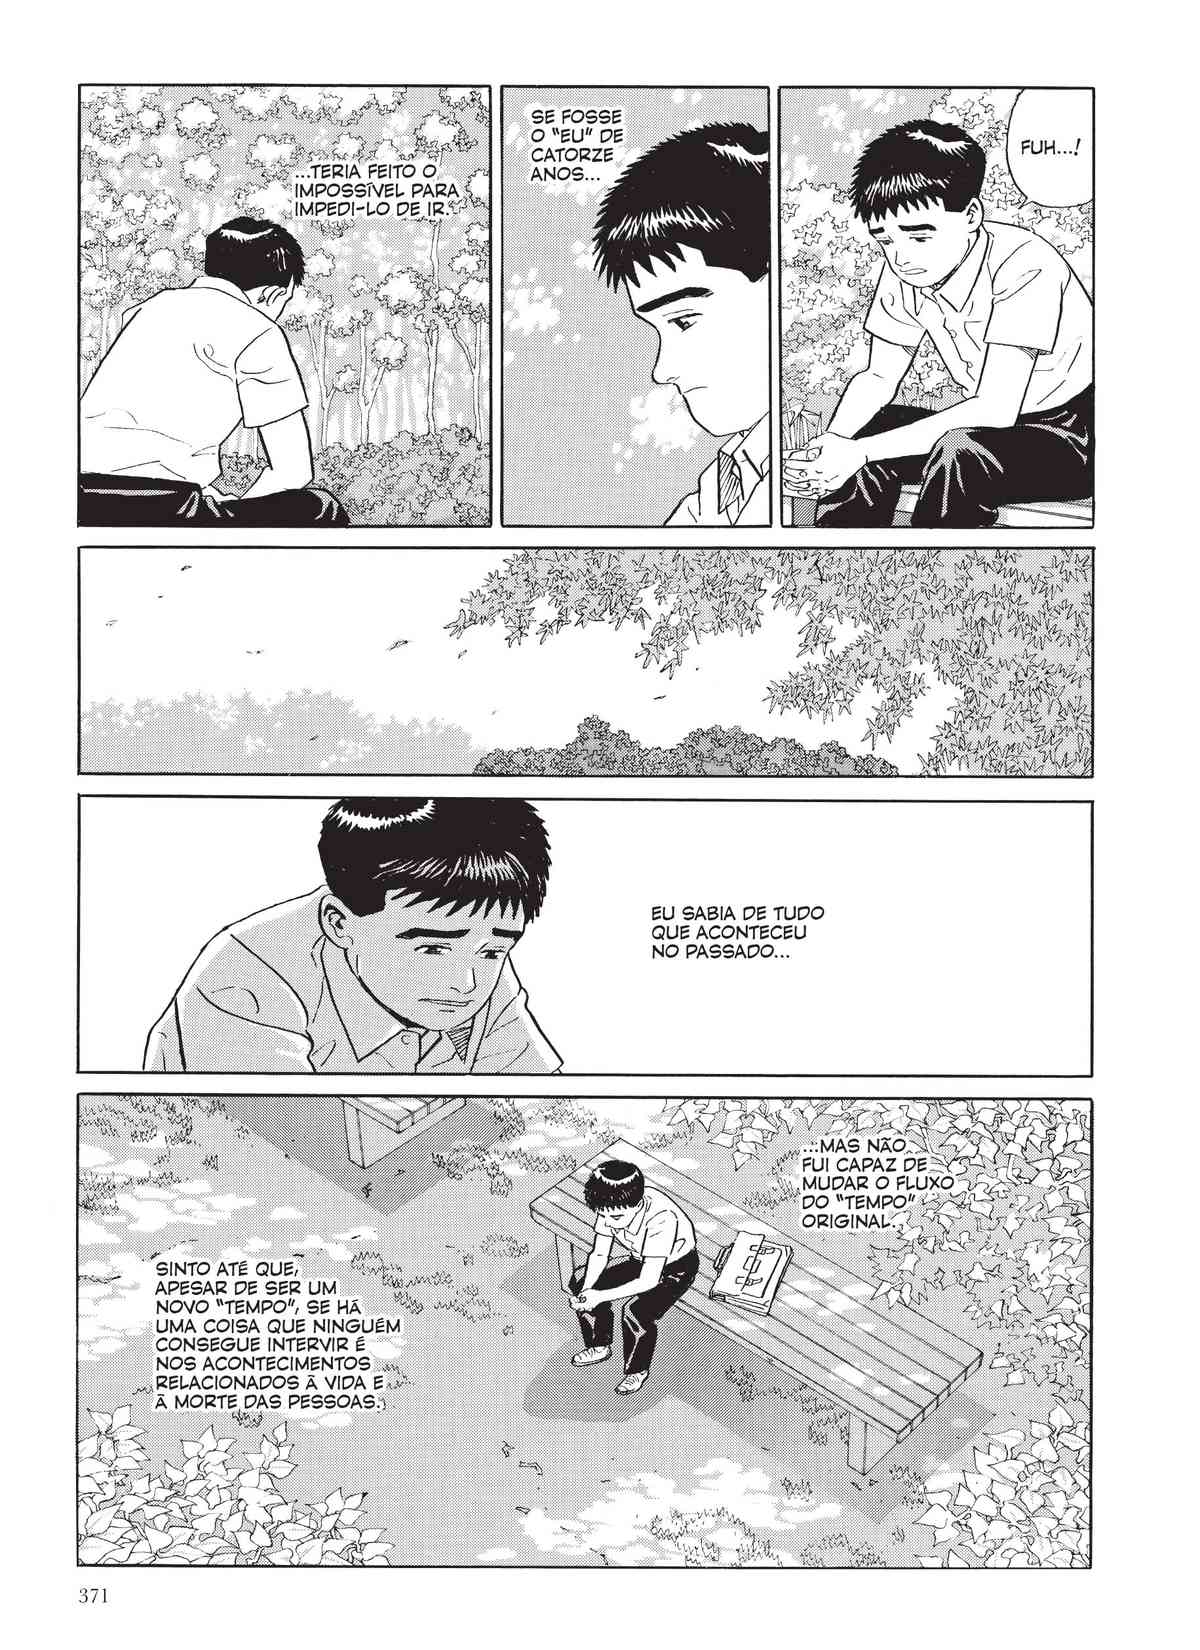 FUH...!
SE FOSSE
O "EU" DE
CATORZE
ANOS...
...TERIA FEITO O
IMPOSSÍVEL PARA
IMPEDI-LO DE IR.
EU SABIA DE TUDO
QUE ACONTECEU
NO PASSADO...
...MAS NÃO
FUI CAPAZ DE
MUDAR O FLUXO
DO "TEMPO"
ORIGINAL.
SINTO ATÉ QUE,
APESAR DE SER UM
NOVO "TEMPO", SE HÁ
UMA COISA QUE NINGUÉM
CONSEGUE INTERVIR É
NOS ACONTECIMENTOS
RELACIONADOS À VIDA E
À MORTE DAS PESSOAS.
371